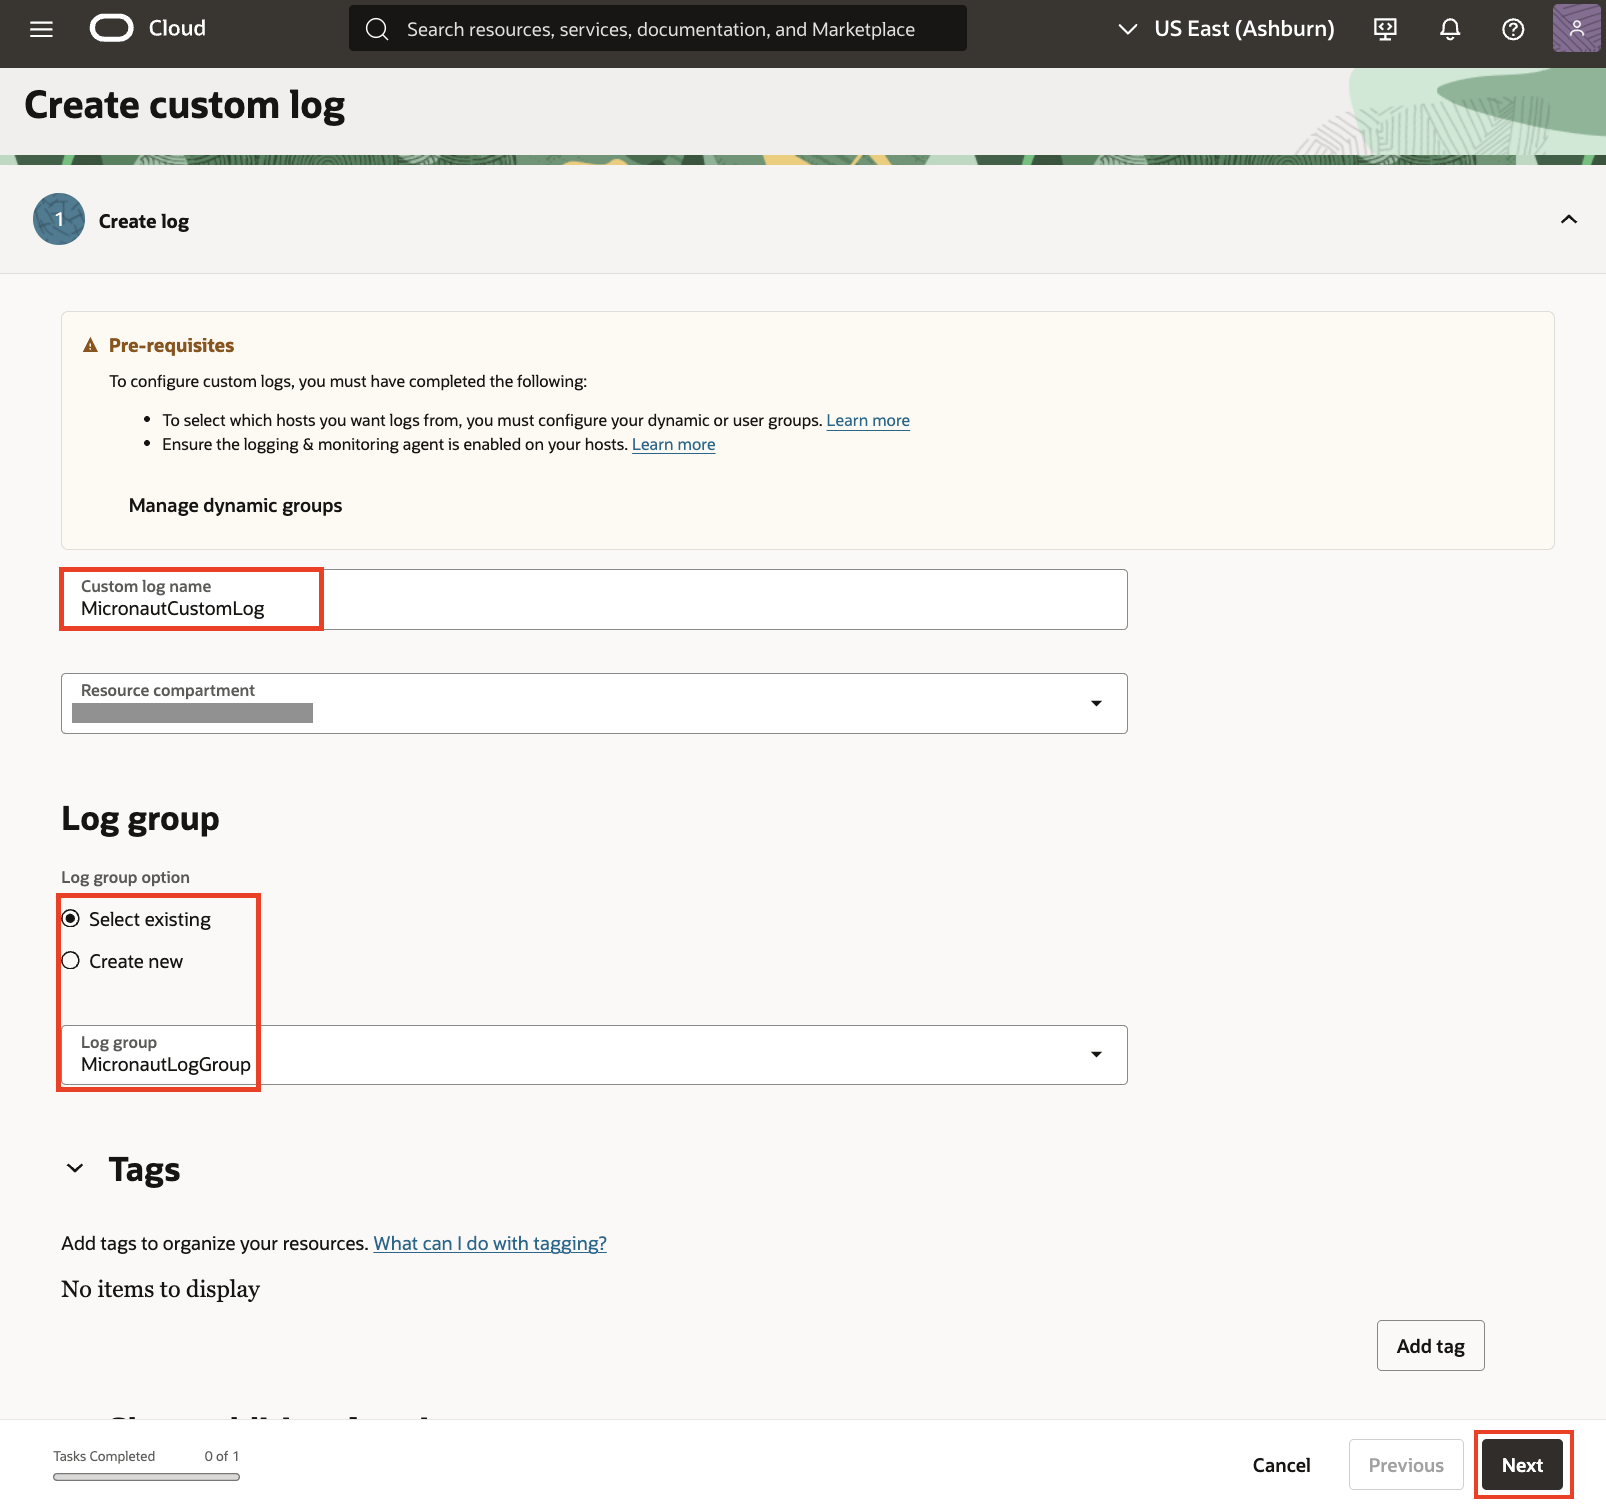 Cloud
Search resources, services, documentation, and Marketplace
US East (Ashburn)
Create custom log
1
Create log
Pre-requisites
To configure custom logs, you must have completed the following:
• To select which hosts you want logs from, you must configure your dynamic or user groups. Learn more
• Ensure the logging & monitoring agent is enabled on your hosts. Learn more
Manage dynamic groups
Custom log name
MicronautCustomLog
Resource compartment
Log group
Log group option
Select existing
Create new
Log group
MicronautLogGroup
Tags
Add tags to organize your resources. What can I do with tagging?
No items to display
Add tag
Tasks Completed 0 of 1
Cancel
Previous
Next